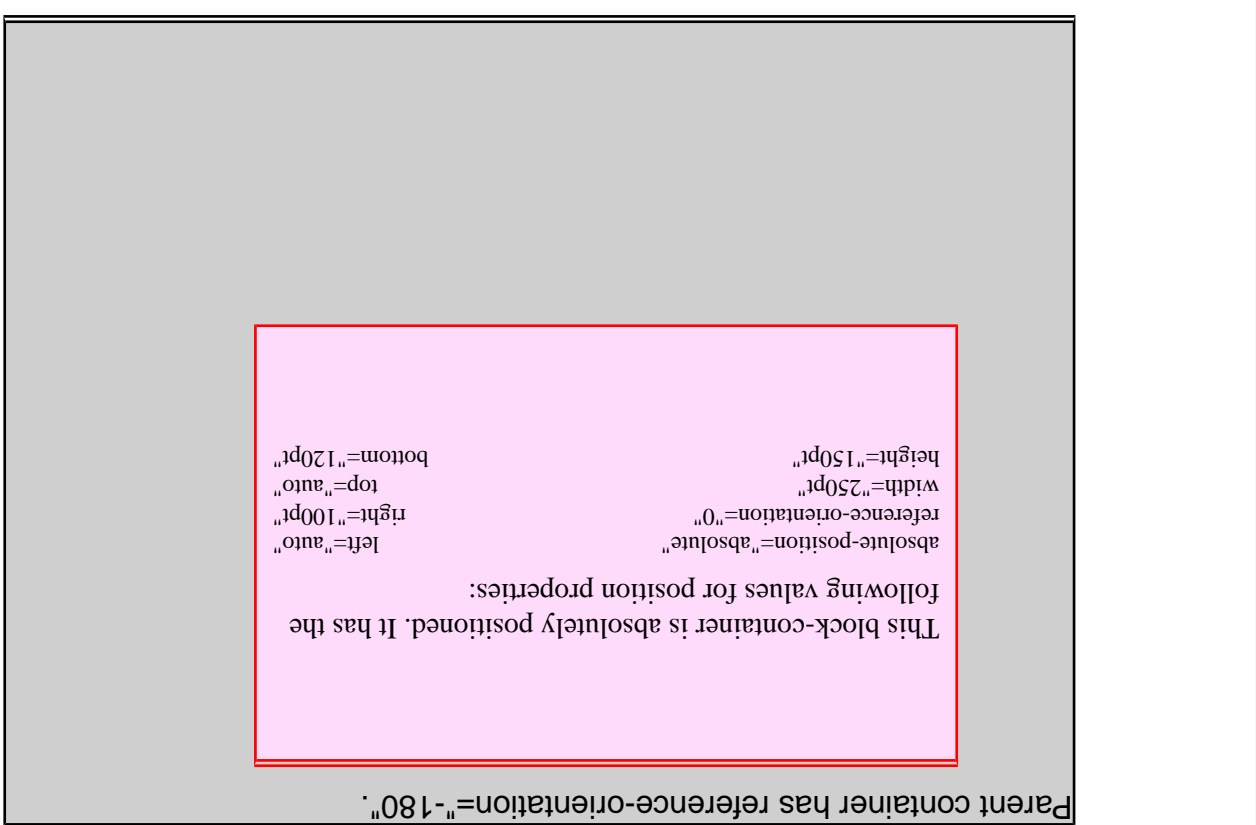 Parent container has reference-orientation="-180".
This block-container is absolutely positioned. It has the
following values for position properties:
absolute-position="absolute" left="auto"
reference-orientation="0" right="100pt"
width="250pt" top="auto"
height="150pt" bottom="120pt"